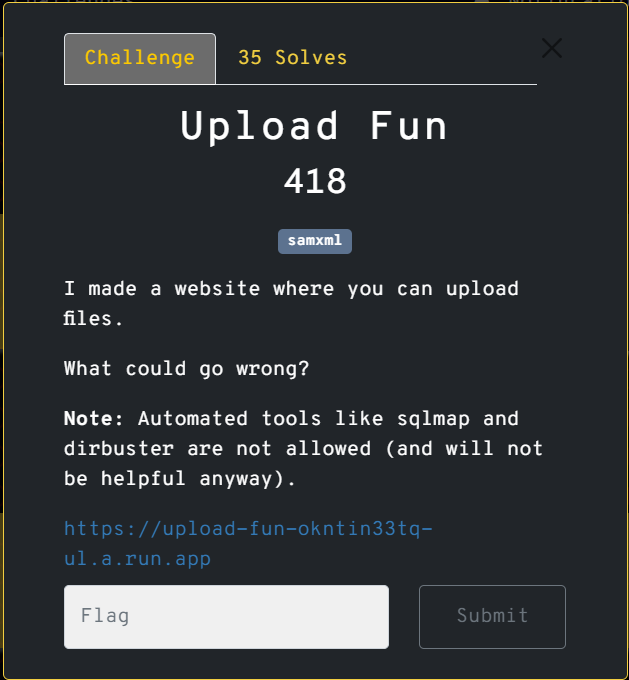 Challenge
35 Solves
Upload Fun
418
samxml
I made a website where you can upload
files.
What could go wrong?
Note: Automated tools like sqlmap and
dirbuster are not allowed (and will not
be helpful anyway).
https://upload-fun-okntin33tq-
ul.a.run.app
Flag
Submit